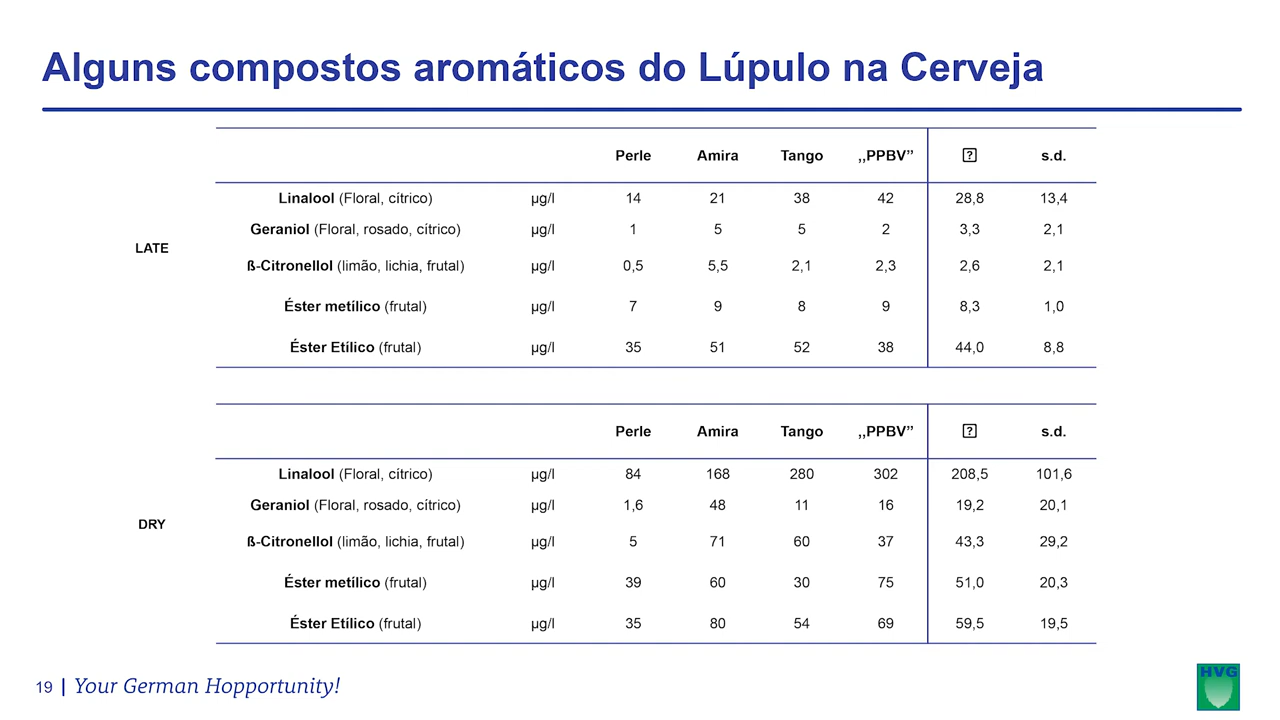 Alguns compostos aromáticos do Lúpulo na Cerveja
Perle Amira Tango ,,PPBV” ? s.d.
LATE
Linalool (Floral, cítrico) µg/l 14 21 38 42 28,8 13,4
Geraniol (Floral, rosado, cítrico) µg/l 1 5 5 2 3,3 2,1
ß-Citronellol (limão, lichia, frutal) µg/l 0,5 5,5 2,1 2,3 2,6 2,1
Éster metílico (frutal) µg/l 7 9 8 9 8,3 1,0
Éster Etílico (frutal) µg/l 35 51 52 38 44,0 8,8
Perle Amira Tango ,,PPBV” ? s.d.
DRY
Linalool (Floral, cítrico) µg/l 84 168 280 302 208,5 101,6
Geraniol (Floral, rosado, cítrico) µg/l 1,6 48 11 16 19,2 20,1
ß-Citronellol (limão, lichia, frutal) µg/l 5 71 60 37 43,3 29,2
Éster metílico (frutal) µg/l 39 60 30 75 51,0 20,3
Éster Etílico (frutal) µg/l 35 80 54 69 59,5 19,5
19 | Your German Hopportunity!
HVG